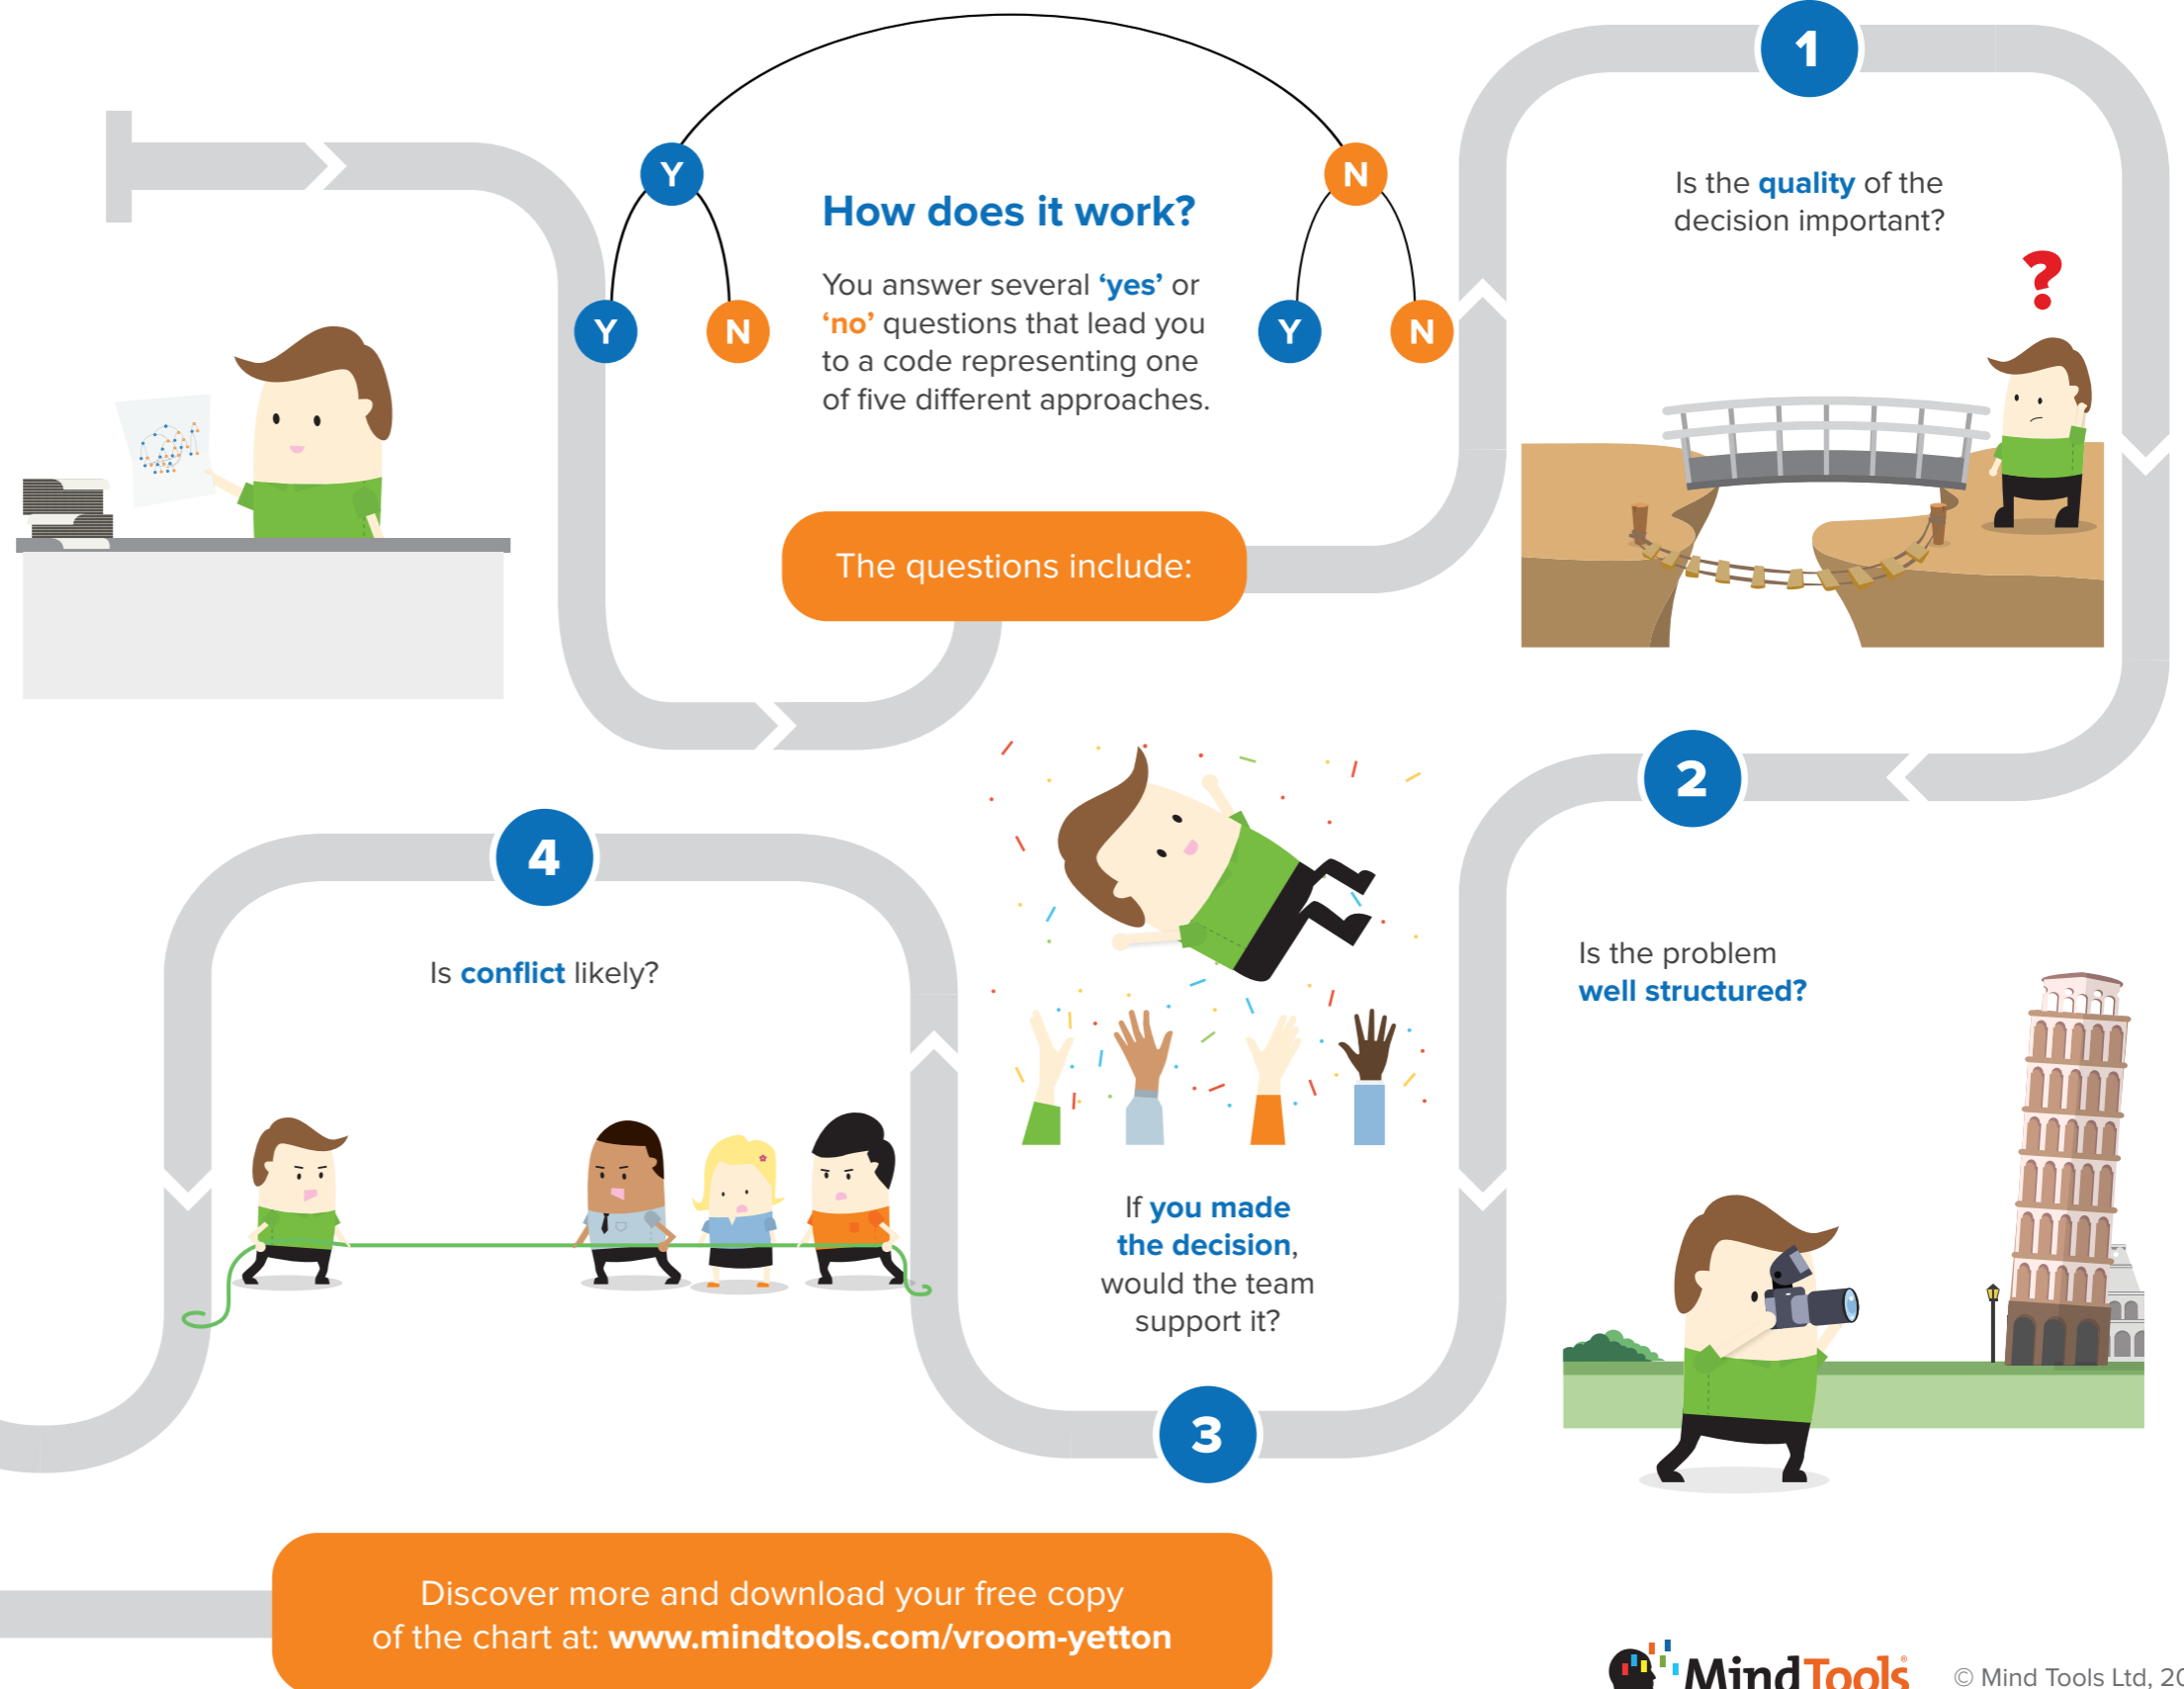 Y
N
Y
N
Y
N
How does it work?
You answer several ‘yes’ or
‘no’ questions that lead you
to a code representing one
of five different approaches.
The questions include:
1
Is the quality of the
decision important?
?
2
Is the problem
well structured?
If you made
the decision,
would the team
support it?
3
4
Is conflict likely?
Discover more and download your free copy
of the chart at: www.mindtools.com/vroom-yetton
MindTools®
© Mind Tools Ltd, 20